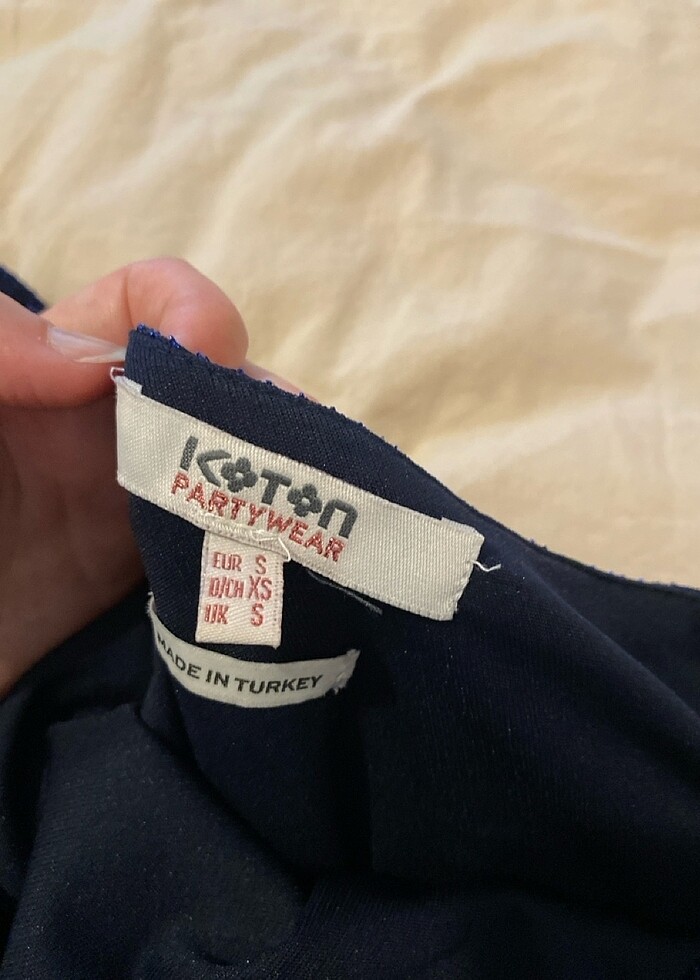 KOTON
PARTYWEAR
EUR S
D/CH XS
UK S
MADE IN TURKEY